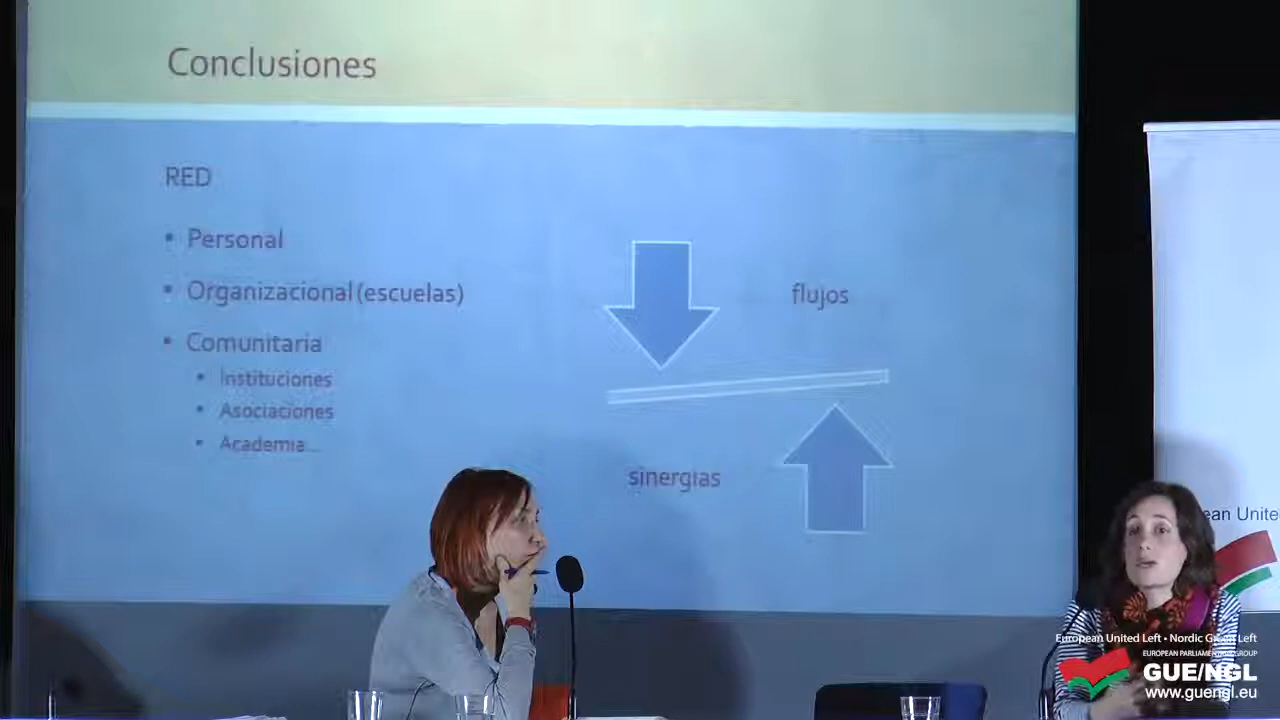 Conclusiones
RED
• Personal
• Organizacional (escuelas)
• Comunitaria
• Instituciones
• Asociaciones
• Academia...
flujos
sinergias
ean Unite
European United Left • Nordic Green Left
EUROPEAN PARLIAMENTARY GROUP
GUE/NGL
www.guengl.eu